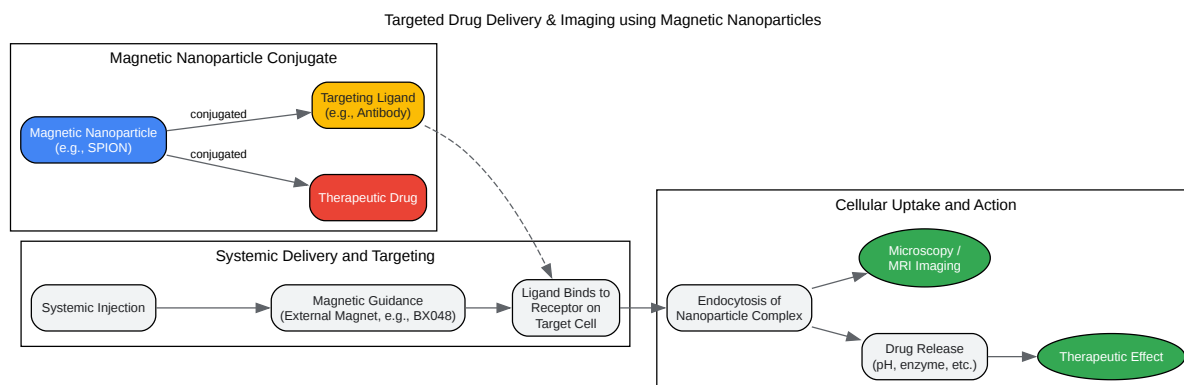 Targeted Drug Delivery & Imaging using Magnetic Nanoparticles
Magnetic Nanoparticle Conjugate
Magnetic Nanoparticle
(e.g., SPION)
conjugated
conjugated
Targeting Ligand
(e.g., Antibody)
Therapeutic Drug
Systemic Delivery and Targeting
Systemic Injection
Magnetic Guidance
(External Magnet, e.g., BX048)
Ligand Binds to
Receptor on
Target Cell
Cellular Uptake and Action
Endocytosis of
Nanoparticle Complex
Microscopy /
MRI Imaging
Drug Release
(pH, enzyme, etc.)
Therapeutic Effect